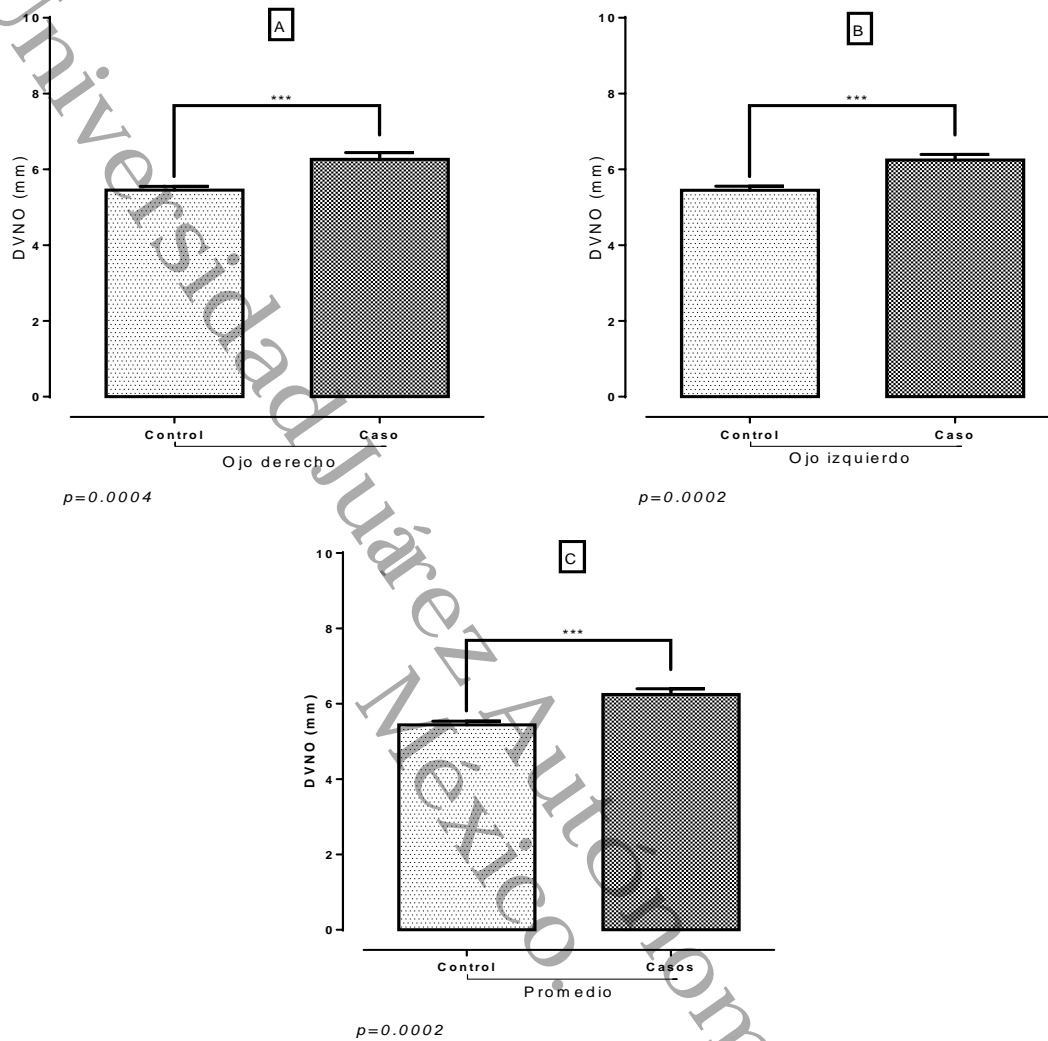 A
10
8
6
4
2
0
DVNO (mm)
***
Control
Caso
Ojo derecho
p=0.0004
B
10
8
6
4
2
0
DVNO (mm)
***
Control
Caso
Ojo izquierdo
p=0.0002
C
10
8
6
4
2
0
DVNO (mm)
***
Control
Casos
Promedio
p=0.0002
Universidad Juárez Autónom
México.